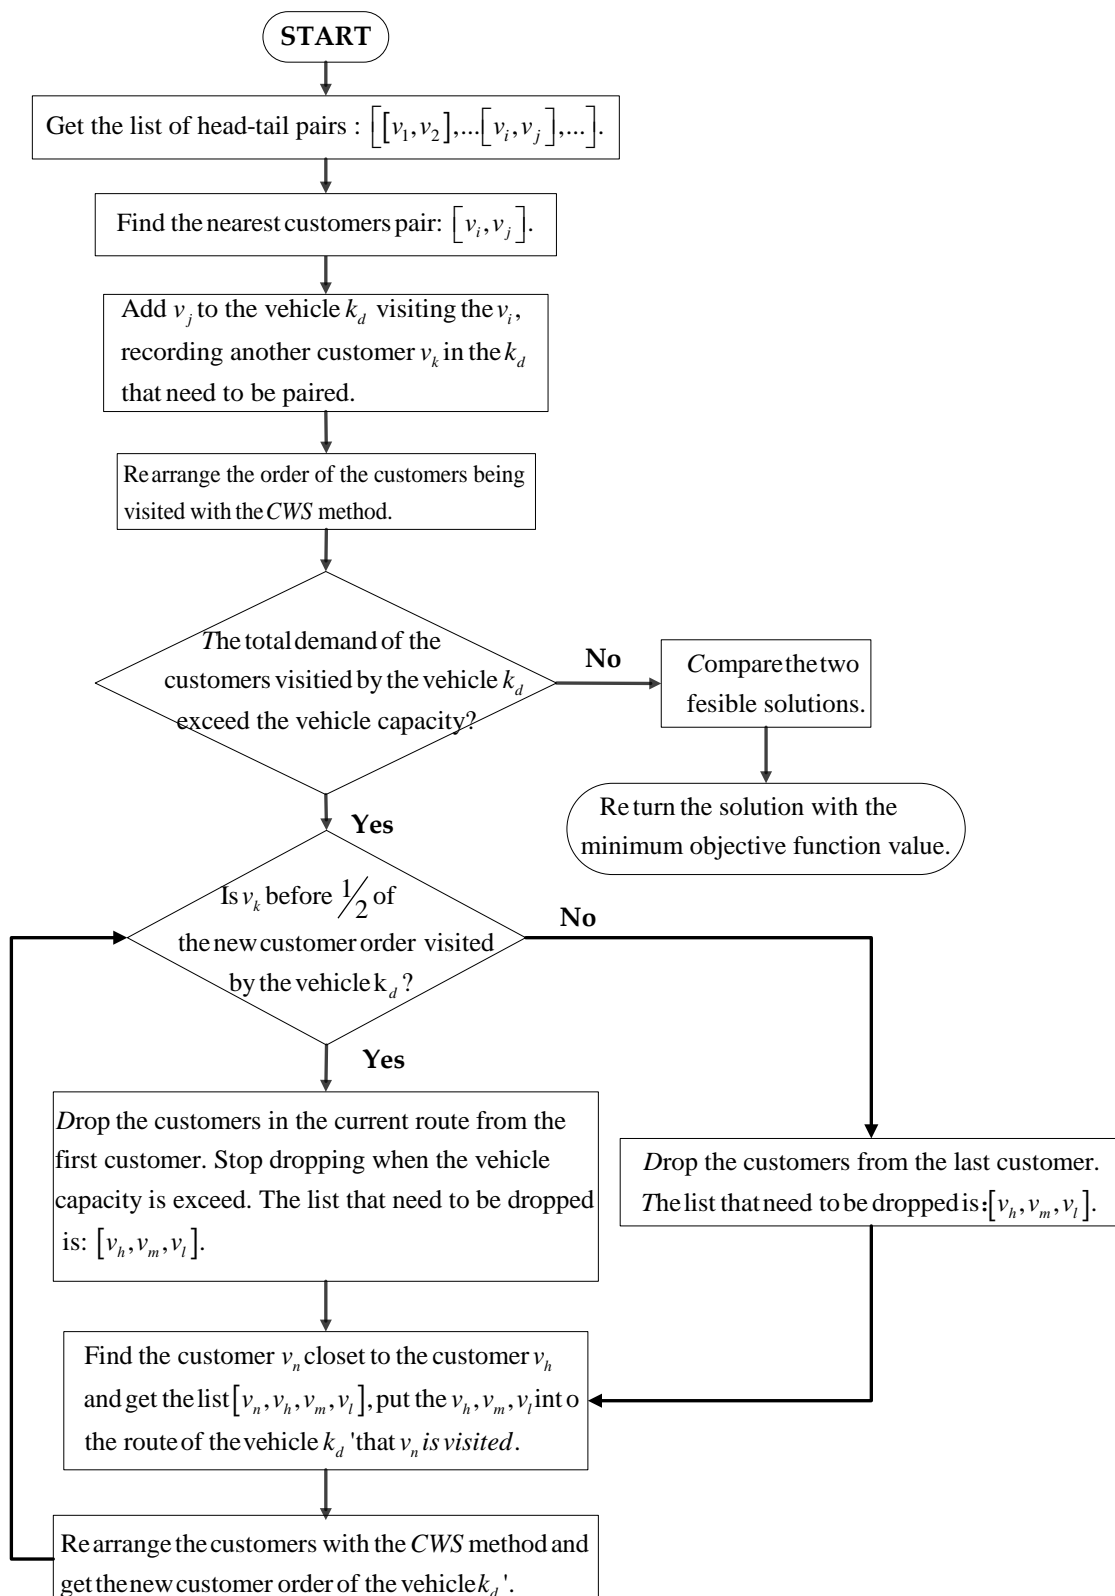 START
Get the list of head-tail pairs : [[v₁,v₂],...[vᵢ,vⱼ],...].
Find the nearest customers pair: [vᵢ,vⱼ].
Add vⱼ to the vehicle k_d visiting the vᵢ,
recording another customer vₖ in the k_d
that need to be paired.
Rearrange the order of the customers being
visited with the CWS method.
The total demand of the
customers visitied by the vehicle k_d
exceed the vehicle capacity?
No
Compare the two
fesible solutions.
Return the solution with the
minimum objective function value.
Yes
Is vₖ before 1/2 of
the new customer order visited
by the vehicle k_d ?
No
Yes
Drop the customers in the current route from the
first customer. Stop dropping when the vehicle
capacity is exceed. The list that need to be dropped
is: [vₕ,vₘ,vₗ].
Drop the customers from the last customer.
The list that need to be dropped is:[vₕ,vₘ,vₗ].
Find the customer vₙ closet to the customer vₕ
and get the list [vₙ,vₕ,vₘ,vₗ], put the vₕ,vₘ,vₗ into
the route of the vehicle k_d 'that vₙ is visited.
Rearrange the customers with the CWS method and
get the new customer order of the vehicle k_d '.